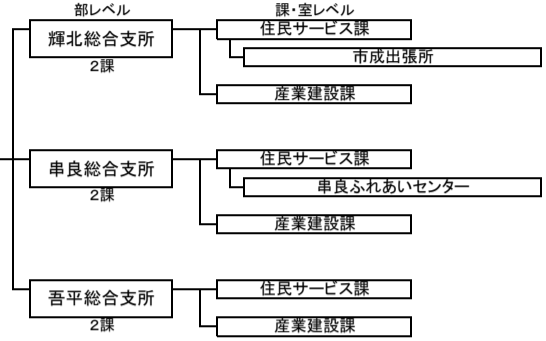 部レベル
課・室レベル
輝北総合支所
2課
住民サービス課
市成出張所
産業建設課
串良総合支所
2課
住民サービス課
串良ふれあいセンター
産業建設課
吾平総合支所
2課
住民サービス課
産業建設課